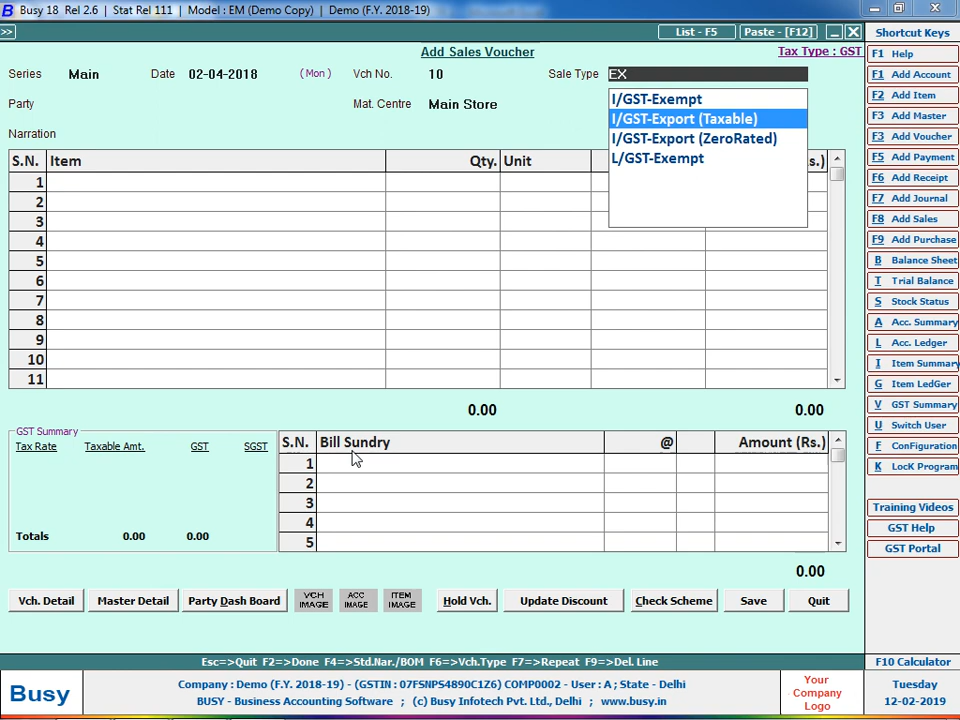 Busy 18 Rel 2.6 | Stat Rel 111 | Model : EM (Demo Copy) | Demo (F.Y. 2018-19)
>> List - F5 Paste - [F12]
Add Sales Voucher Tax Type : GST
Series Main Date 02-04-2018 (Mon) Vch No. 10 Sale Type EX
Party Mat. Centre Main Store
Narration
I/GST-Exempt
I/GST-Export (Taxable)
I/GST-Export (ZeroRated)
L/GST-Exempt
S.N. Item Qty. Unit s.)
1
2
3
4
5
6
7
8
9
10
11
0.00 0.00
GST Summary
Tax Rate Taxable Amt. GST SGST
Totals 0.00 0.00
S.N. Bill Sundry @ Amount (Rs.)
1
2
3
4
5
0.00
Vch. Detail Master Detail Party Dash Board VCH IMAGE ACC IMAGE ITEM IMAGE Hold Vch. Update Discount Check Scheme Save Quit
Esc=>Quit F2=>Done F4=>Std.Nar./BOM F6=>Vch.Type F7=>Repeat F9=>Del. Line
Busy
Company : Demo (F.Y. 2018-19) - (GSTIN : 07FSNPS4890C1Z6) COMP0002 - User : A ; State - Delhi
BUSY - Business Accounting Software ; (c) Busy Infotech Pvt. Ltd., Delhi ; www.busy.in
Your
Company
Logo
Shortcut Keys
F1 Help
F1 Add Account
F2 Add Item
F3 Add Master
F3 Add Voucher
F5 Add Payment
F6 Add Receipt
F7 Add Journal
F8 Add Sales
F9 Add Purchase
B Balance Sheet
T Trial Balance
S Stock Status
A Acc. Summary
L Acc. Ledger
I Item Summary
G Item LedGer
V GST Summary
U Switch User
F ConFiguration
K LocK Program
Training Videos
GST Help
GST Portal
F10 Calculator
Tuesday
12-02-2019